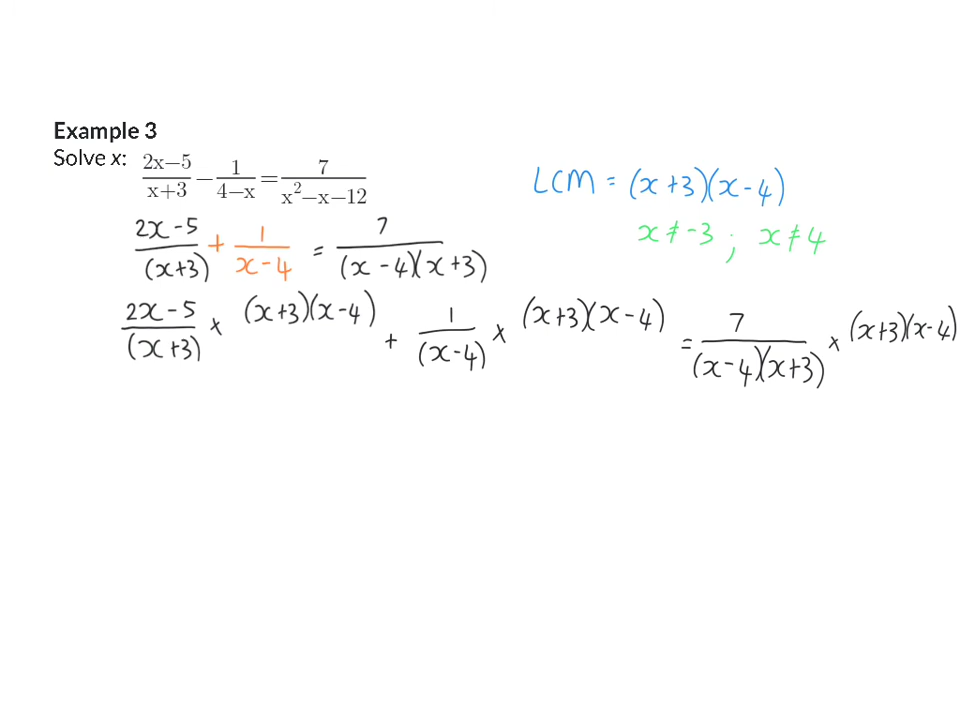 Example 3
Solve x: (2x−5)/(x+3) − 1/(4−x) = 7/(x²−x−12)
LCM = (x+3)(x-4)
x ≠ -3 ; x ≠ 4
(2x-5)/(x+3) + 1/(x-4) = 7/((x-4)(x+3))
(2x-5)/(x+3) × (x+3)(x-4) + 1/(x-4) × (x+3)(x-4) = 7/((x-4)(x+3)) × (x+3)(x-4)